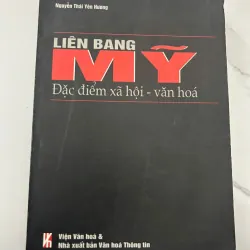 Nguyễn Thái Yên Hương
LIÊN BANG
MỸ
Đặc điểm xã hội - văn hoá
Viện Văn hoá &
Nhà xuất bản Văn hoá Thông tin